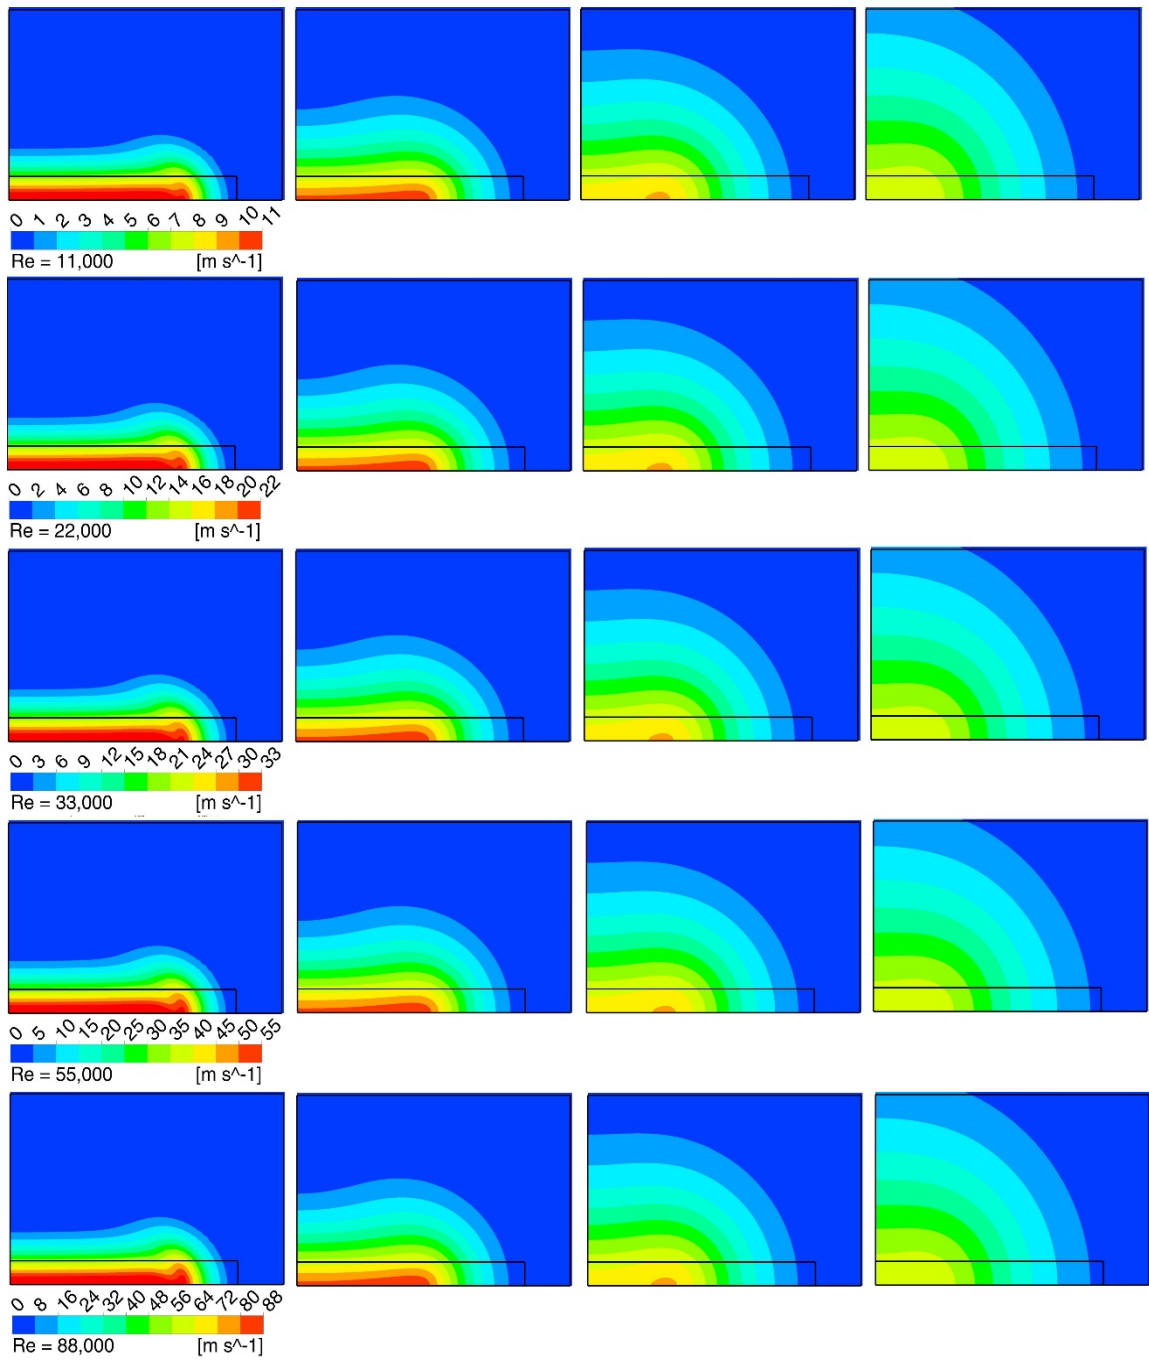 0 1 2 3 4 5 6 7 8 9 10 11
Re = 11,000 [m s^-1]
0 2 4 6 8 10 12 14 16 18 20 22
Re = 22,000 [m s^-1]
0 3 6 9 12 15 18 21 24 27 30 33
Re = 33,000 [m s^-1]
0 5 10 15 20 25 30 35 40 45 50 55
Re = 55,000 [m s^-1]
0 8 16 24 32 40 48 56 64 72 80 88
Re = 88,000 [m s^-1]